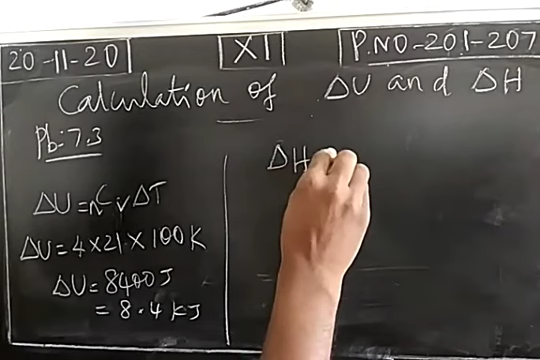 20-11-20 XI P.NO-201-207
Calculation of ΔU and ΔH
Pb:7.3
ΔU = nCvΔT
ΔU = 4×21×100K
ΔU = 8400J
= 8.4 KJ
ΔH